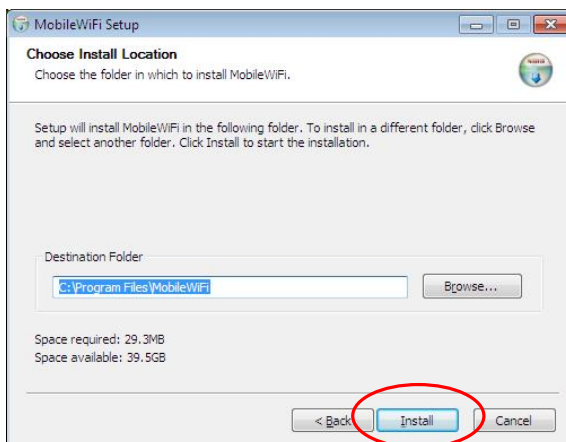 MobileWiFi Setup
Choose Install Location
Choose the folder in which to install MobileWiFi.
Setup will install MobileWiFi in the following folder. To install in a different folder, click Browse
and select another folder. Click Install to start the installation.
Destination Folder
C:\Program Files\MobileWiFi
Browse...
Space required: 29.3MB
Space available: 39.5GB
< Back
Install
Cancel